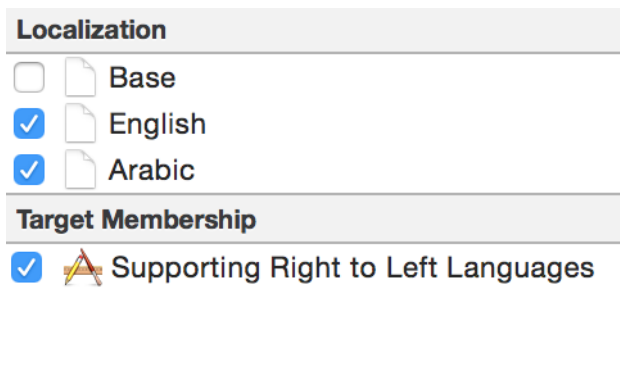 Localization
Base
English
Arabic
Target Membership
Supporting Right to Left Languages